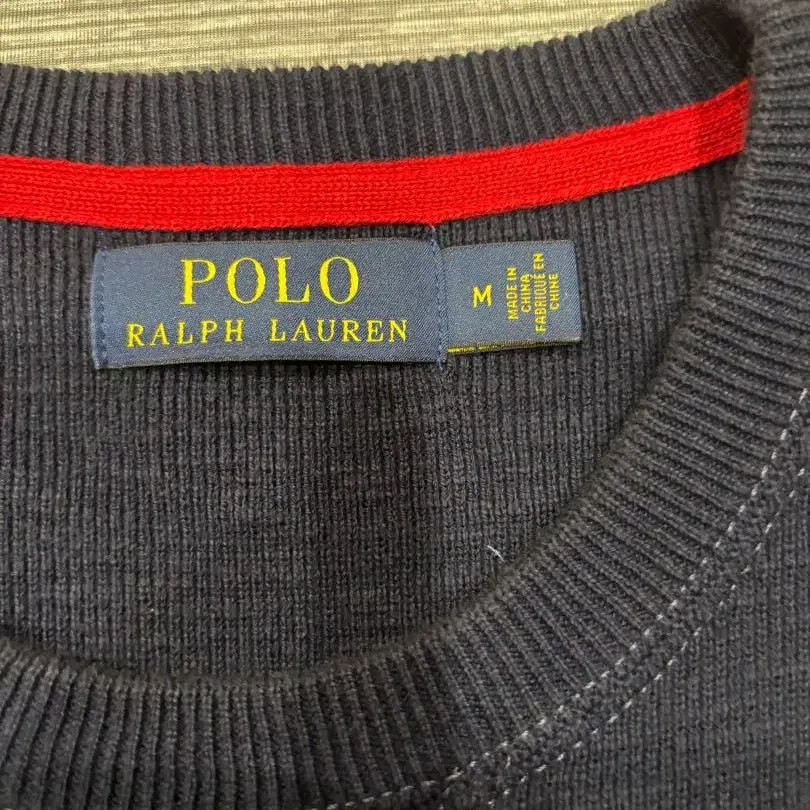 POLO
RALPH LAUREN
M
MADE IN
CHINA
FABRIQUÉ EN
CHINE